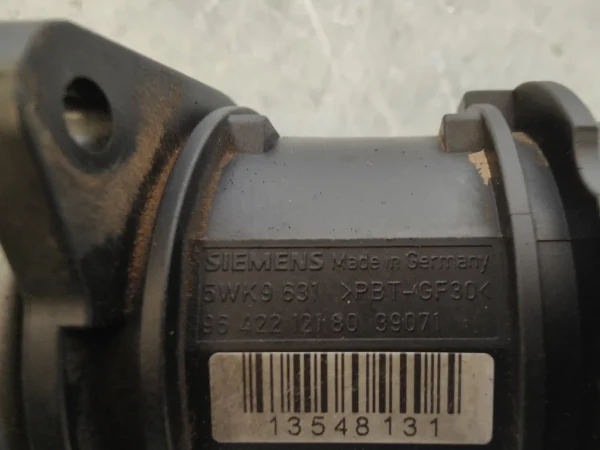 SIEMENS Made in Germany
5WK9 631 >PBT-GF30<
96 422 121 80 39071
13548131